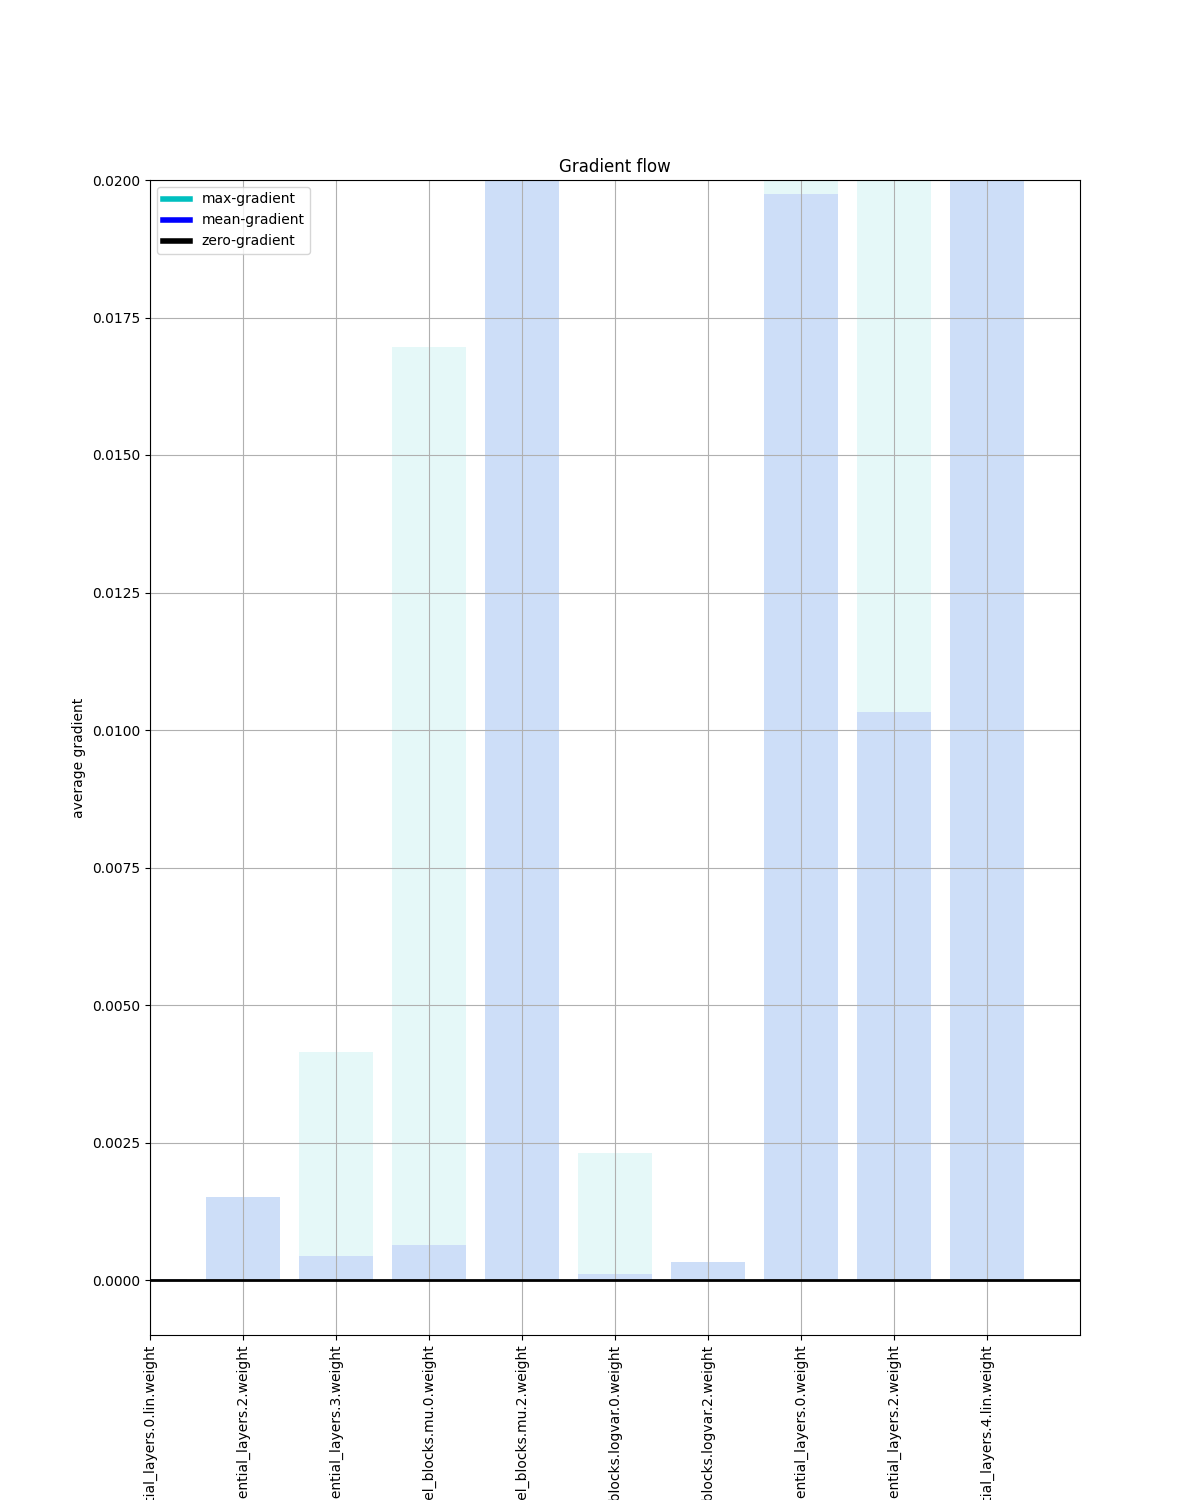 Gradient flow
max-gradient
mean-gradient
zero-gradient
0.0200
0.0175
0.0150
0.0125
0.0100
0.0075
0.0050
0.0025
0.0000
average gradient
tial_layers.0.lin.weight
ential_layers.2.weight
ential_layers.3.weight
el_blocks.mu.0.weight
el_blocks.mu.2.weight
blocks.logvar.0.weight
blocks.logvar.2.weight
ential_layers.0.weight
ential_layers.2.weight
tial_layers.4.lin.weight